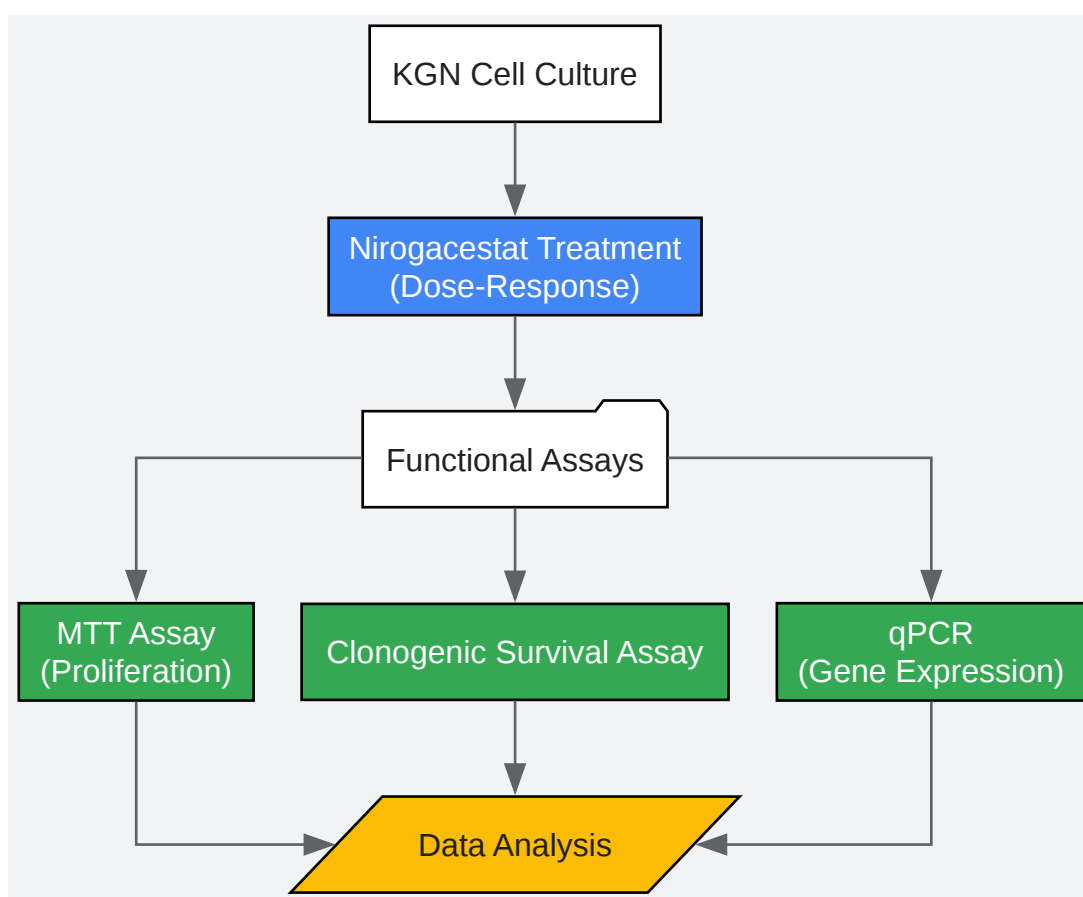 KGN Cell Culture
Nirogacestat Treatment
(Dose-Response)
Functional Assays
MTT Assay
(Proliferation)
Clonogenic Survival Assay
qPCR
(Gene Expression)
Data Analysis